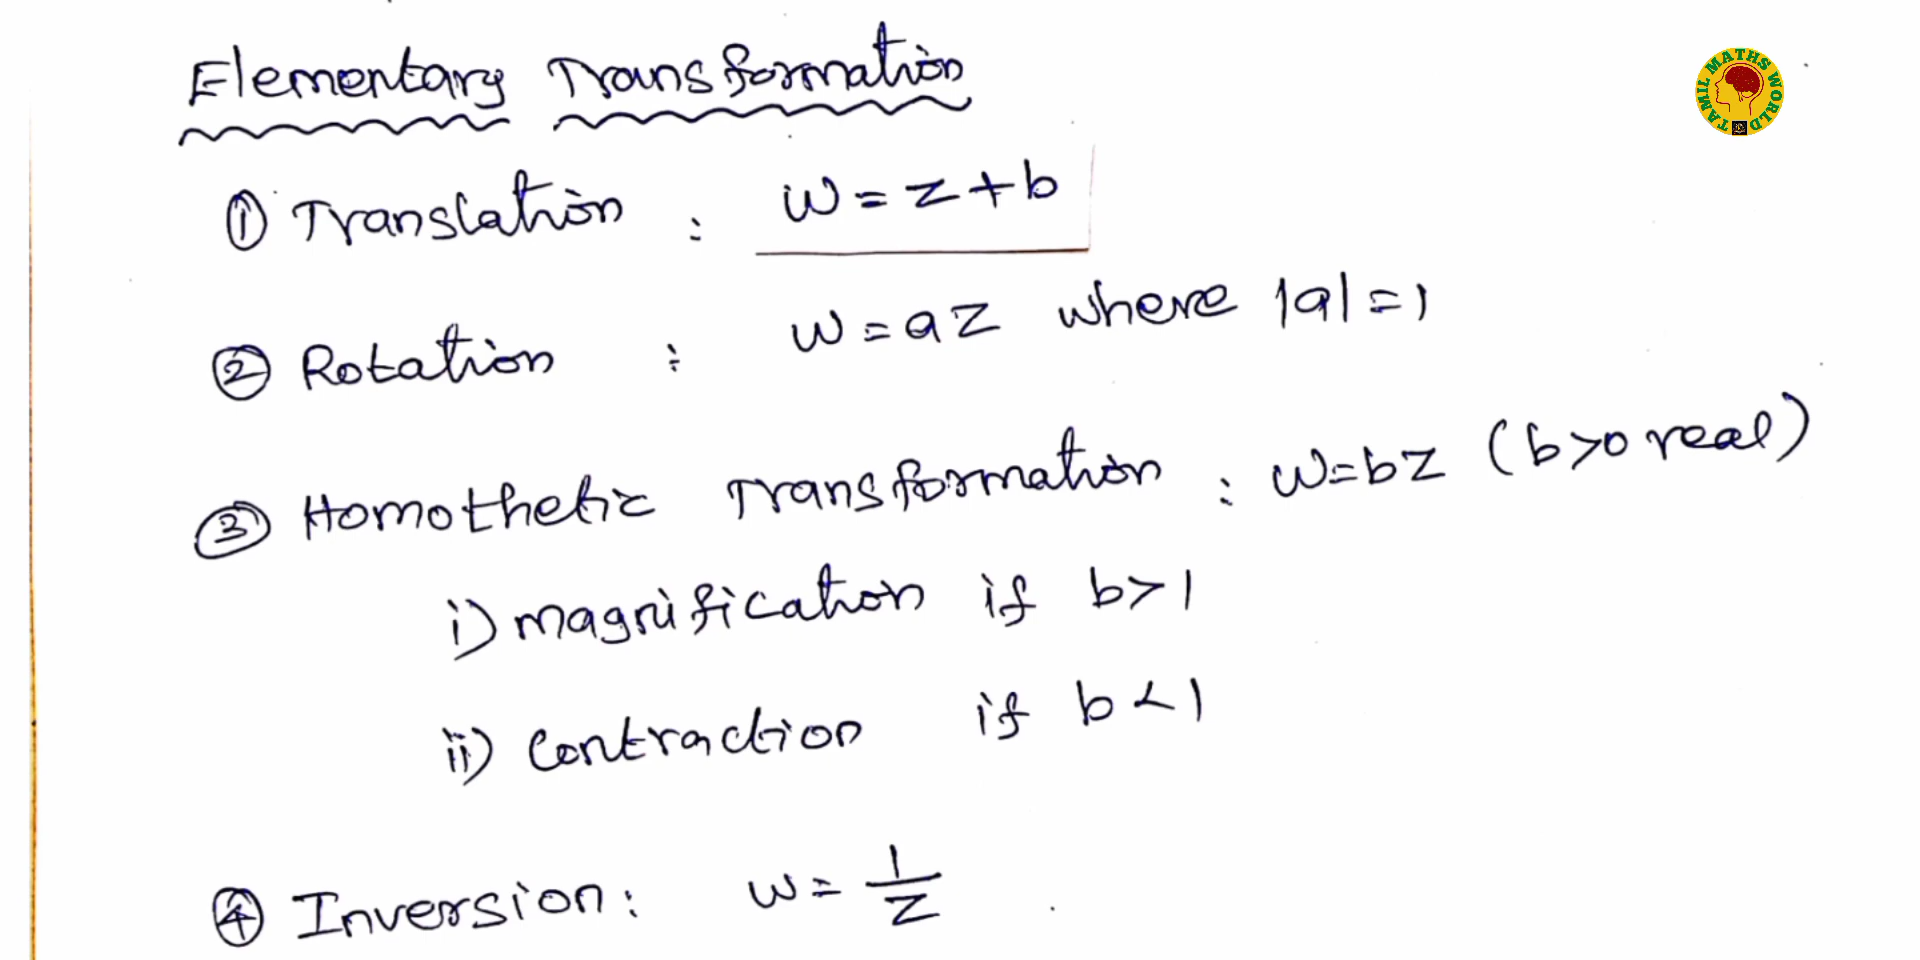 Elementary Transformation
TAMIL MATHS WORLD
① Translation : w = z + b
② Rotation : w = az where |a| = 1
③ Homothetic Transformation : w = bz (b>0 real)
i) magnification if b > 1
ii) contraction if b < 1
④ Inversion : w = 1/z